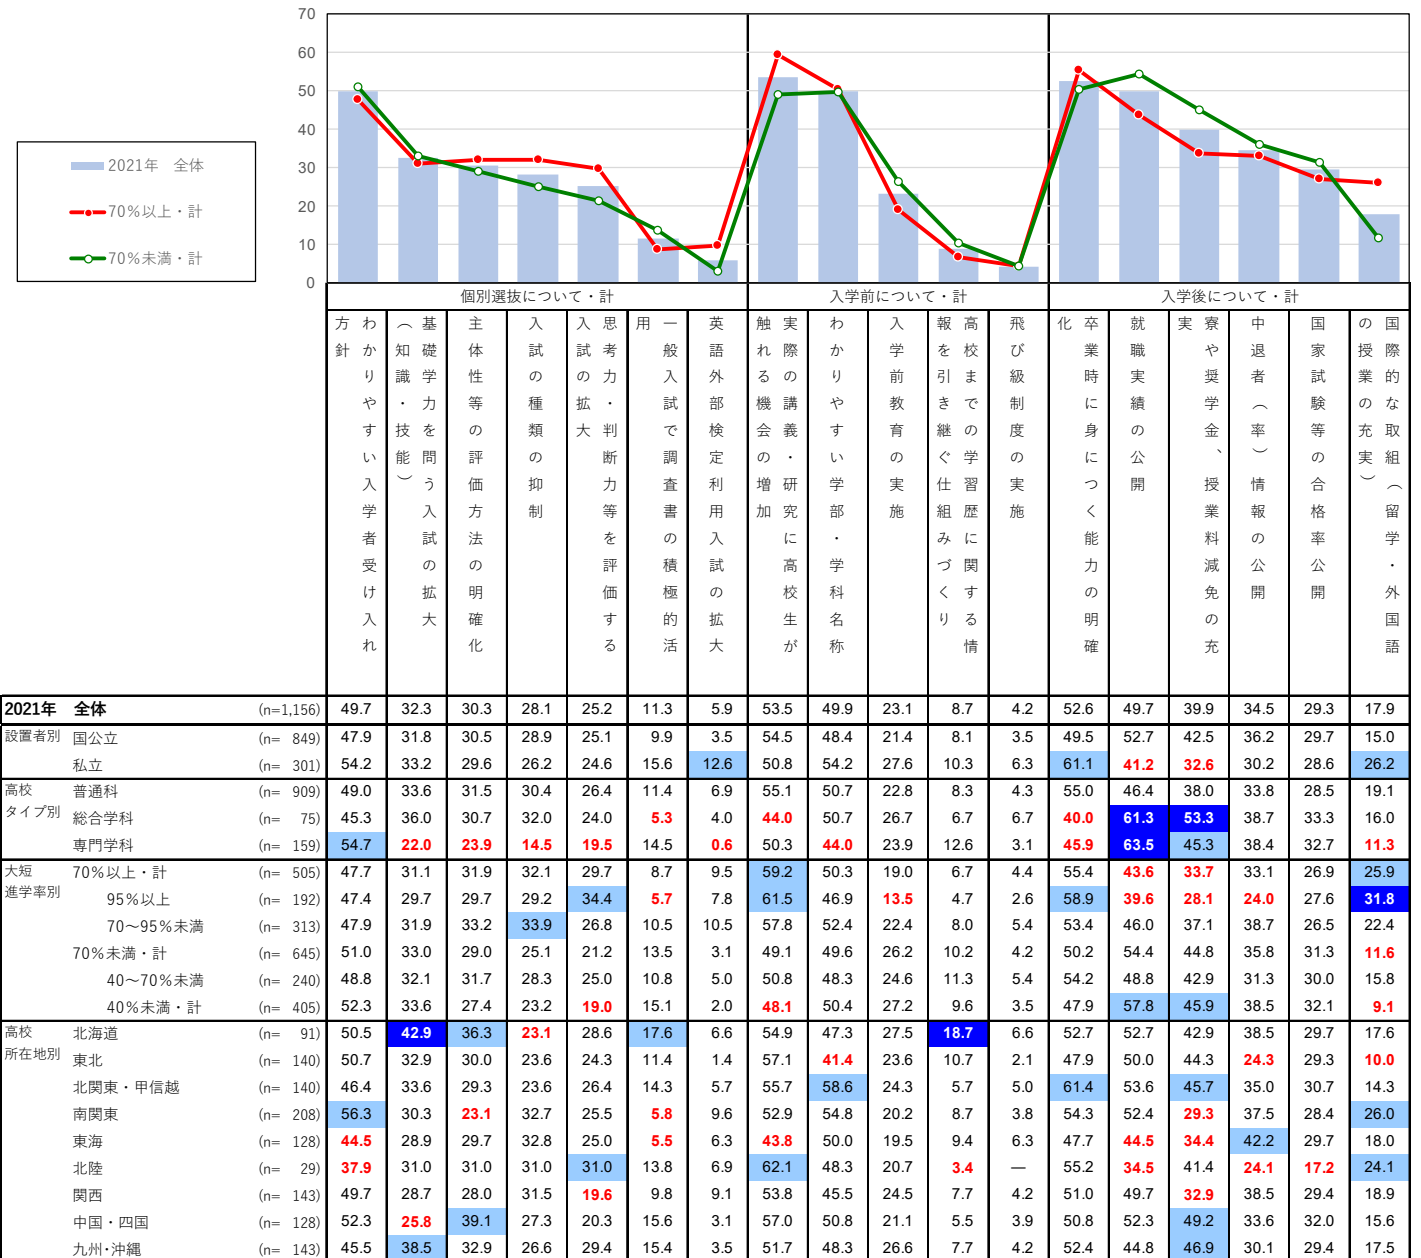 70
60
50
40
30
20
10
0
2021年 全体
70%以上・計
70%未満・計
個別選抜について・計 入学前について・計 入学後について・計
わかりやすい入学者受け入れ
方針
基礎学力を問う入試の拡大
（知識・技能）
主体性等の評価方法の明確化
入試の種類の抑制
思考力・判断力等を評価する
入試の拡大
一般入試で調査書の積極的活
用
英語外部検定利用入試の拡大
実際の講義・研究に高校生が
触れる機会の増加
わかりやすい学部・学科名称
入学前教育の実施
高校までの学習歴に関する情
報を引き継ぐ仕組みづくり
飛び級制度の実施
卒業時に身につく能力の明確
化
就職実績の公開
寮や奨学金、授業料減免の充
実
中退者（率）情報の公開
国家試験等の合格率公開
国際的な取組（留学・外国語
の授業の充実）
2021年 全体 (n=1,156) 49.7 32.3 30.3 28.1 25.2 11.3 5.9 53.5 49.9 23.1 8.7 4.2 52.6 49.7 39.9 34.5 29.3 17.9
設置者別 国公立 (n= 849) 47.9 31.8 30.5 28.9 25.1 9.9 3.5 54.5 48.4 21.4 8.1 3.5 49.5 52.7 42.5 36.2 29.7 15.0
私立 (n= 301) 54.2 33.2 29.6 26.2 24.6 15.6 12.6 50.8 54.2 27.6 10.3 6.3 61.1 41.2 32.6 30.2 28.6 26.2
高校 普通科 (n= 909) 49.0 33.6 31.5 30.4 26.4 11.4 6.9 55.1 50.7 22.8 8.3 4.3 55.0 46.4 38.0 33.8 28.5 19.1
タイプ別 総合学科 (n= 75) 45.3 36.0 30.7 32.0 24.0 5.3 4.0 44.0 50.7 26.7 6.7 6.7 40.0 61.3 53.3 38.7 33.3 16.0
専門学科 (n= 159) 54.7 22.0 23.9 14.5 19.5 14.5 0.6 50.3 44.0 23.9 12.6 3.1 45.9 63.5 45.3 38.4 32.7 11.3
大短 70%以上・計 (n= 505) 47.7 31.1 31.9 32.1 29.7 8.7 9.5 59.2 50.3 19.0 6.7 4.4 55.4 43.6 33.7 33.1 26.9 25.9
進学率別 95%以上 (n= 192) 47.4 29.7 29.7 29.2 34.4 5.7 7.8 61.5 46.9 13.5 4.7 2.6 58.9 39.6 28.1 24.0 27.6 31.8
70～95%未満 (n= 313) 47.9 31.9 33.2 33.9 26.8 10.5 10.5 57.8 52.4 22.4 8.0 5.4 53.4 46.0 37.1 38.7 26.5 22.4
70%未満・計 (n= 645) 51.0 33.0 29.0 25.1 21.2 13.5 3.1 49.1 49.6 26.2 10.2 4.2 50.2 54.4 44.8 35.8 31.3 11.6
40～70%未満 (n= 240) 48.8 32.1 31.7 28.3 25.0 10.8 5.0 50.8 48.3 24.6 11.3 5.4 54.2 48.8 42.9 31.3 30.0 15.8
40%未満・計 (n= 405) 52.3 33.6 27.4 23.2 19.0 15.1 2.0 48.1 50.4 27.2 9.6 3.5 47.9 57.8 45.9 38.5 32.1 9.1
高校 北海道 (n= 91) 50.5 42.9 36.3 23.1 28.6 17.6 6.6 54.9 47.3 27.5 18.7 6.6 52.7 52.7 42.9 38.5 29.7 17.6
所在地別 東北 (n= 140) 50.7 32.9 30.0 23.6 24.3 11.4 1.4 57.1 41.4 23.6 10.7 2.1 47.9 50.0 44.3 24.3 29.3 10.0
北関東・甲信越 (n= 140) 46.4 33.6 29.3 23.6 26.4 14.3 5.7 55.7 58.6 24.3 5.7 5.0 61.4 53.6 45.7 35.0 30.7 14.3
南関東 (n= 208) 56.3 30.3 23.1 32.7 25.5 5.8 9.6 52.9 54.8 20.2 8.7 3.8 54.3 52.4 29.3 37.5 28.4 26.0
東海 (n= 128) 44.5 28.9 29.7 32.8 25.0 5.5 6.3 43.8 50.0 19.5 9.4 6.3 47.7 44.5 34.4 42.2 29.7 18.0
北陸 (n= 29) 37.9 31.0 31.0 31.0 31.0 13.8 6.9 62.1 48.3 20.7 3.4 — 55.2 34.5 41.4 24.1 17.2 24.1
関西 (n= 143) 49.7 28.7 28.0 31.5 19.6 9.8 9.1 53.8 45.5 24.5 7.7 4.2 51.0 49.7 32.9 38.5 29.4 18.9
中国・四国 (n= 128) 52.3 25.8 39.1 27.3 20.3 15.6 3.1 57.0 50.8 21.1 5.5 3.9 50.8 52.3 49.2 33.6 32.0 15.6
九州･沖縄 (n= 143) 45.5 38.5 32.9 26.6 29.4 15.4 3.5 51.7 48.3 26.6 7.7 4.2 52.4 44.8 46.9 30.1 29.4 17.5